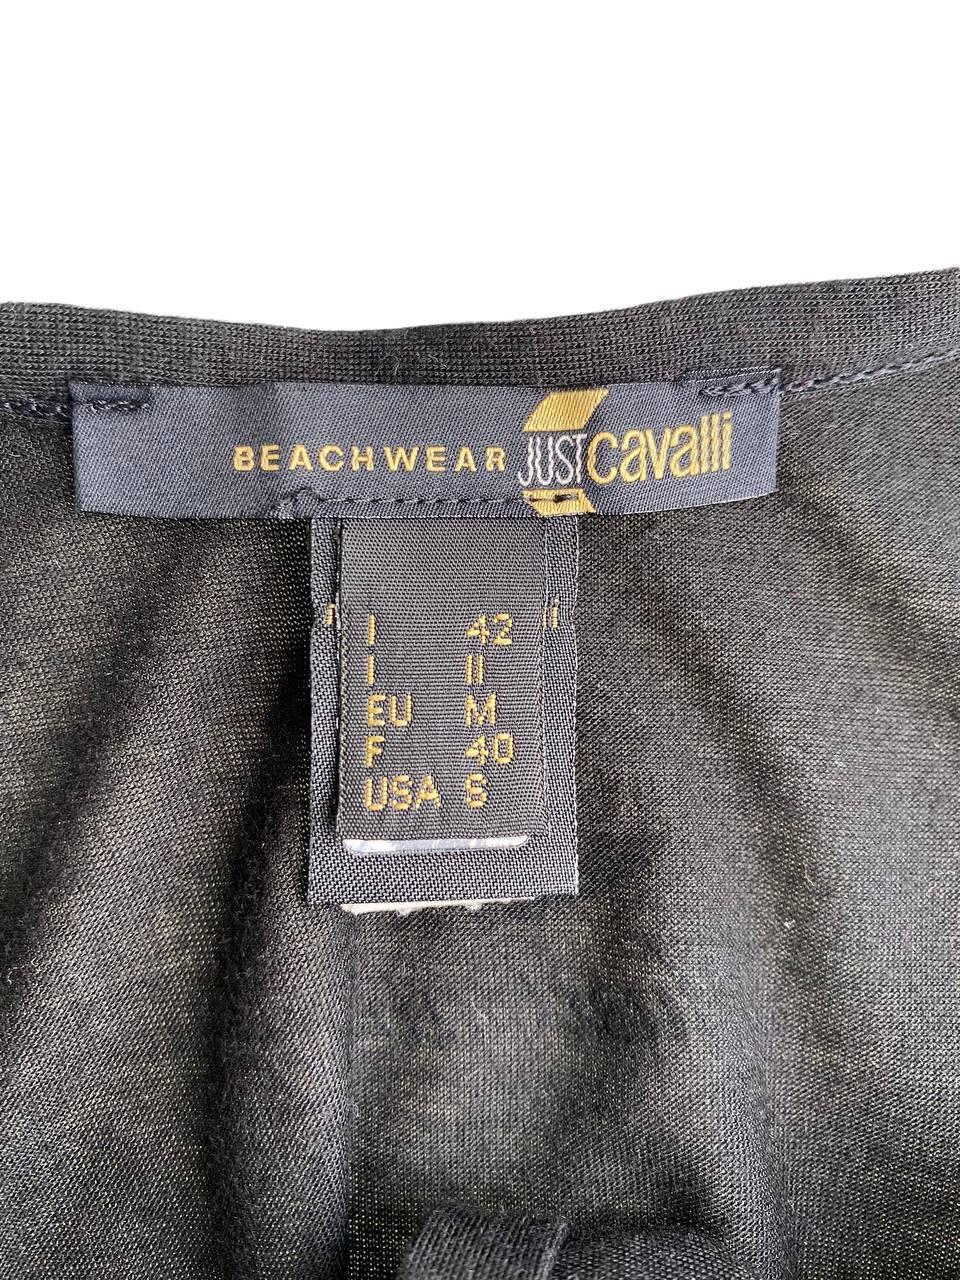 BEACHWEAR JUST cavalli
I 42
I II
EU M
F 40
USA S